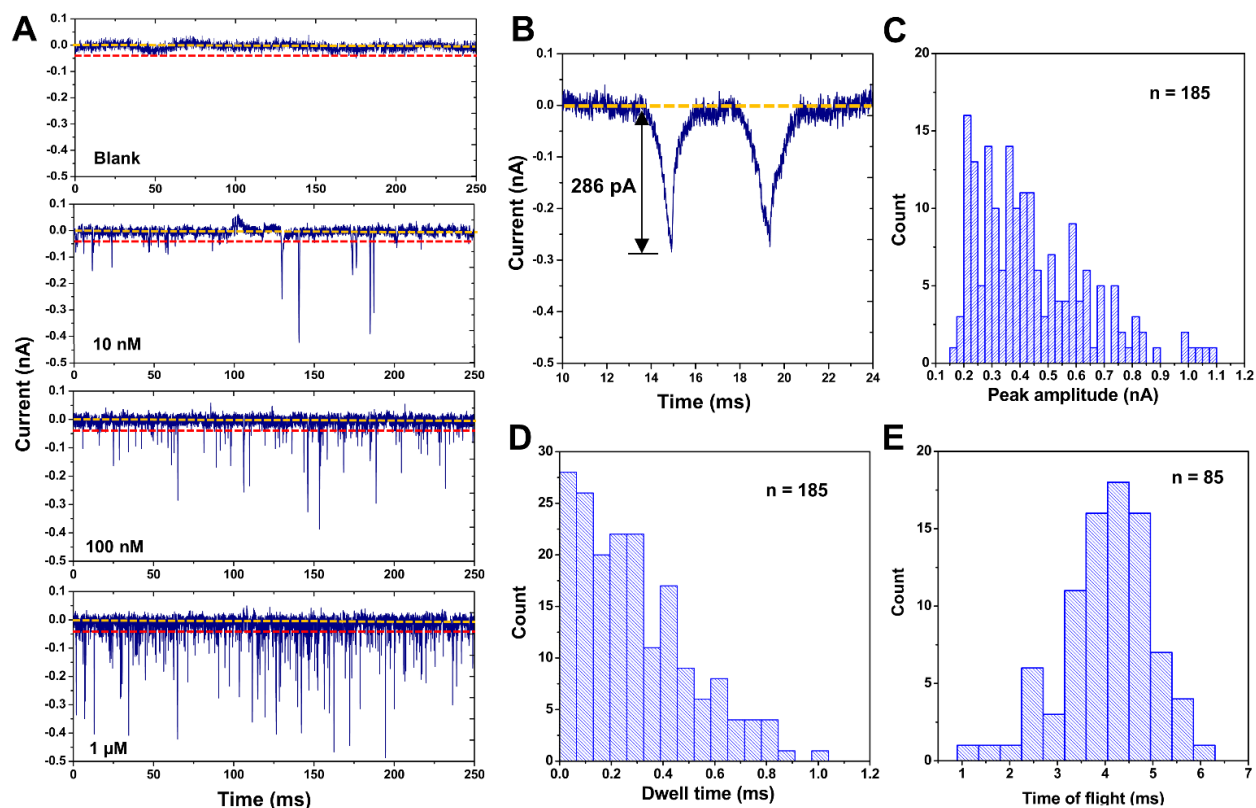 A
0.1
0.0
-0.1
-0.2
-0.3
-0.4
-0.5
Blank
0 50 100 150 200 250
0.1
0.0
-0.1
-0.2
-0.3
-0.4
-0.5
10 nM
0 50 100 150 200 250
0.1
0.0
-0.1
-0.2
-0.3
-0.4
-0.5
100 nM
0 50 100 150 200 250
0.1
0.0
-0.1
-0.2
-0.3
-0.4
-0.5
1 µM
0 50 100 150 200 250
Current (nA)
Time (ms)
B
0.1
0.0
-0.1
-0.2
-0.3
-0.4
-0.5
286 pA
10 12 14 16 18 20 22 24
Current (nA)
Time (ms)
C
20
15
10
5
0
n = 185
0.1 0.2 0.3 0.4 0.5 0.6 0.7 0.8 0.9 1.0 1.1 1.2
Count
Peak amplitude (nA)
D
30
25
20
15
10
5
0
n = 185
0.0 0.2 0.4 0.6 0.8 1.0 1.2
Count
Dwell time (ms)
E
20
15
10
5
0
n = 85
1 2 3 4 5 6 7
Count
Time of flight (ms)